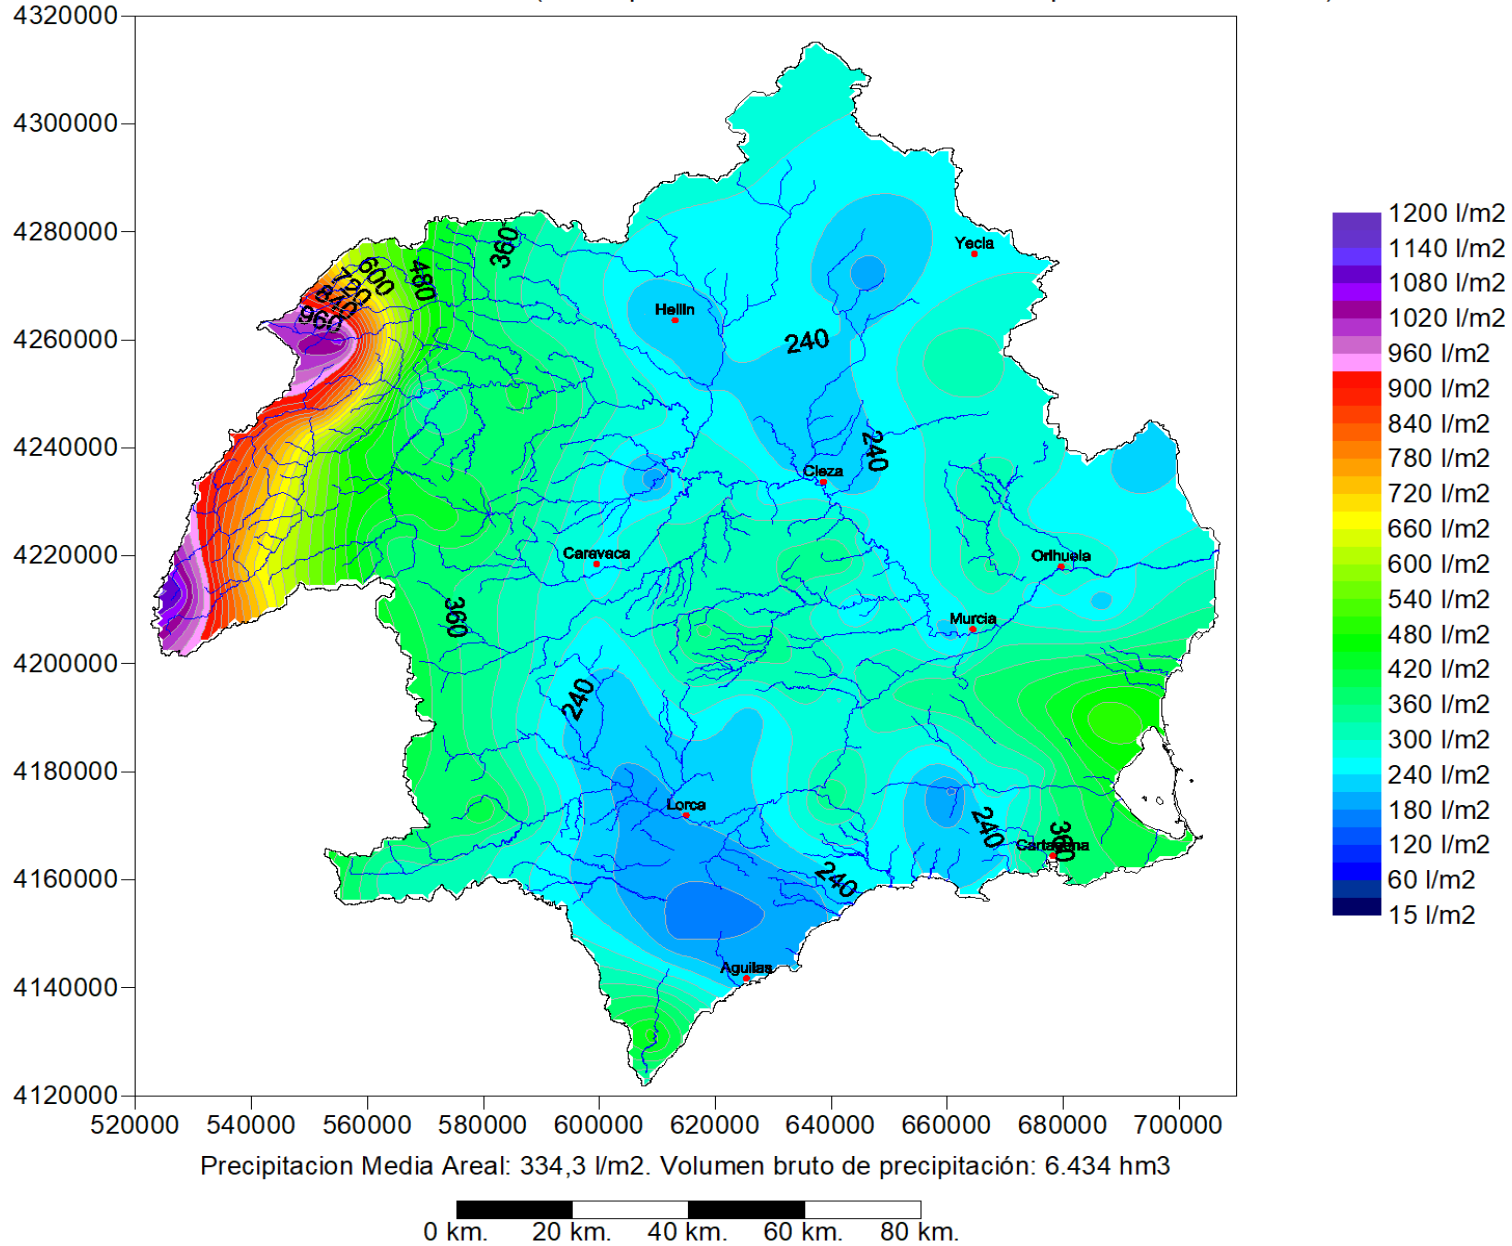 4320000
4300000
4280000
4260000
4240000
4220000
4200000
4180000
4160000
4140000
4120000
520000 540000 560000 580000 600000 620000 640000 660000 680000 700000
360
480
600
720
840
960
Yecla
Hellin
240
240
Cieza
Caravaca
Orihuela
360
Murcia
240
Lorca
240
360
Cartagena
240
Aguilas
1200 l/m2
1140 l/m2
1080 l/m2
1020 l/m2
960 l/m2
900 l/m2
840 l/m2
780 l/m2
720 l/m2
660 l/m2
600 l/m2
540 l/m2
480 l/m2
420 l/m2
360 l/m2
300 l/m2
240 l/m2
180 l/m2
120 l/m2
60 l/m2
15 l/m2
Precipitacion Media Areal: 334,3 l/m2. Volumen bruto de precipitación: 6.434 hm3
0 km. 20 km. 40 km. 60 km. 80 km.